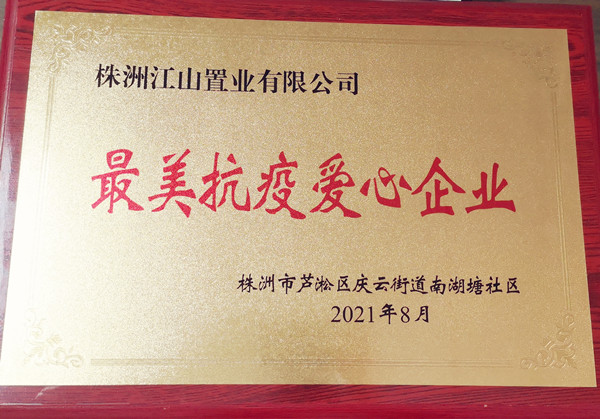 株洲江山置业有限公司
最美抗疫爱心企业
株洲市芦淞区庆云街道南湖塘社区
2021年8月